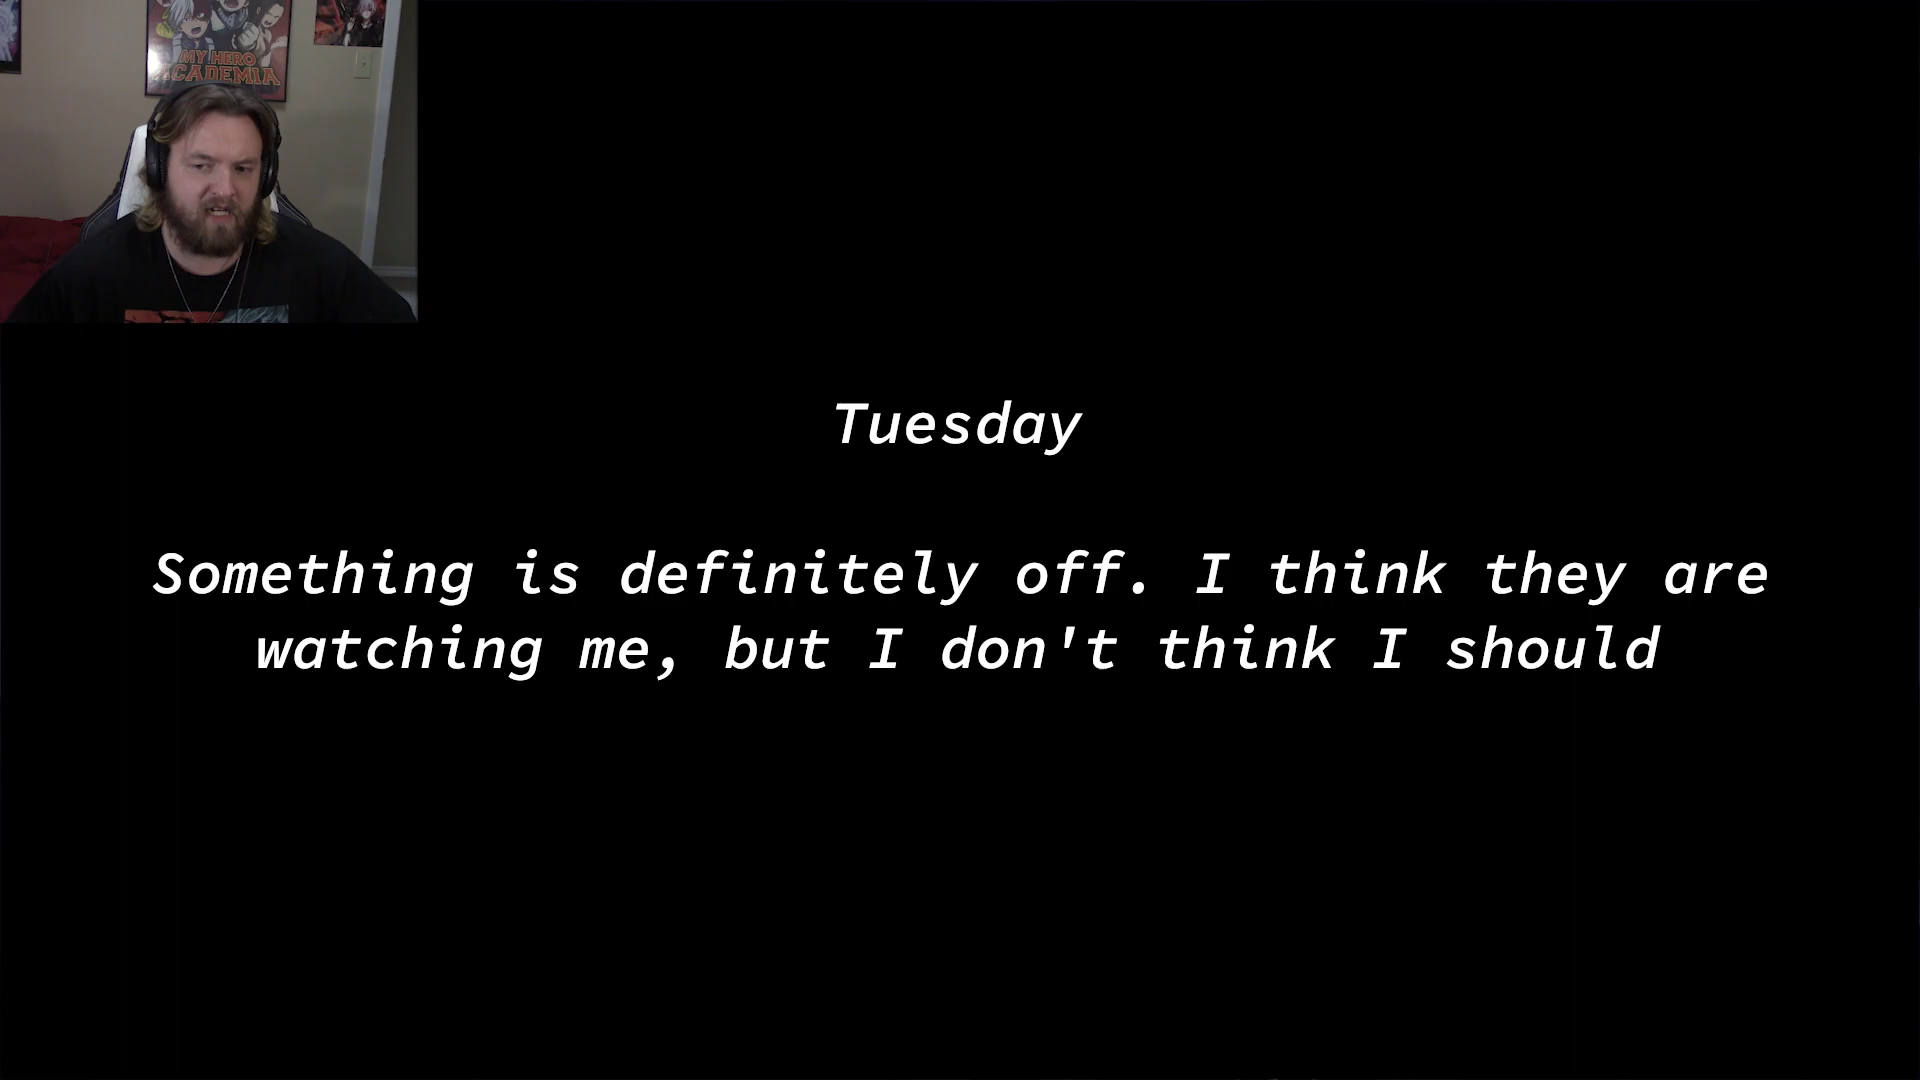 MY HERO
ACADEMIA
Tuesday
Something is definitely off. I think they are
watching me, but I don't think I should